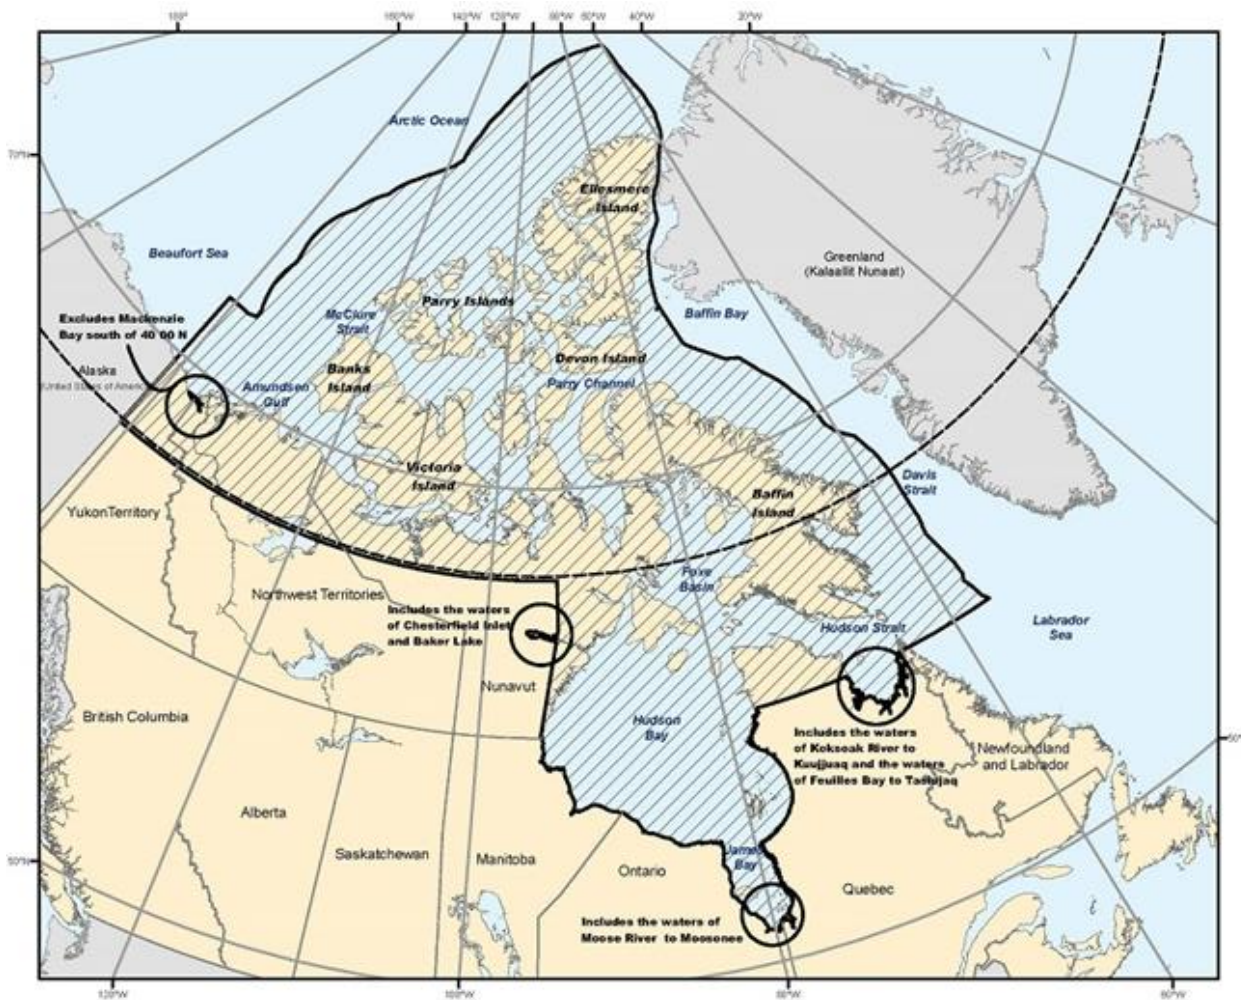 180°
160°W
140°W
120°W
80°W
60°W
40°W
20°W
Arctic Ocean
70°N
Ellesmere
Island
Beaufort Sea
Greenland
(Kalaallit Nunaat)
Parry Islands
McClure
Strait
Baffin Bay
Excludes Mackenzie
Bay south of 40 00 N
Devon Island
Alaska
(United States of America)
Banks
Island
Parry Channel
Amundsen
Gulf
Victoria
Island
Davis
Strait
Baffin
Island
Yukon Territory
Foxe
Basin
Northwest Territories
Includes the waters
of Chesterfield Inlet
and Baker Lake
Hudson Strait
Labrador
Sea
Nunavut
British Columbia
Hudson
Bay
Includes the waters
of Koksoak River to
Kuujjuaq and the waters
of Feuilles Bay to Tasiujaq
Newfoundland
and Labrador
Alberta
Saskatchewan
Manitoba
Ontario
James
Bay
50°N
Quebec
Includes the waters of
Moose River to Moosonee
120°W
100°W
80°W
60°W